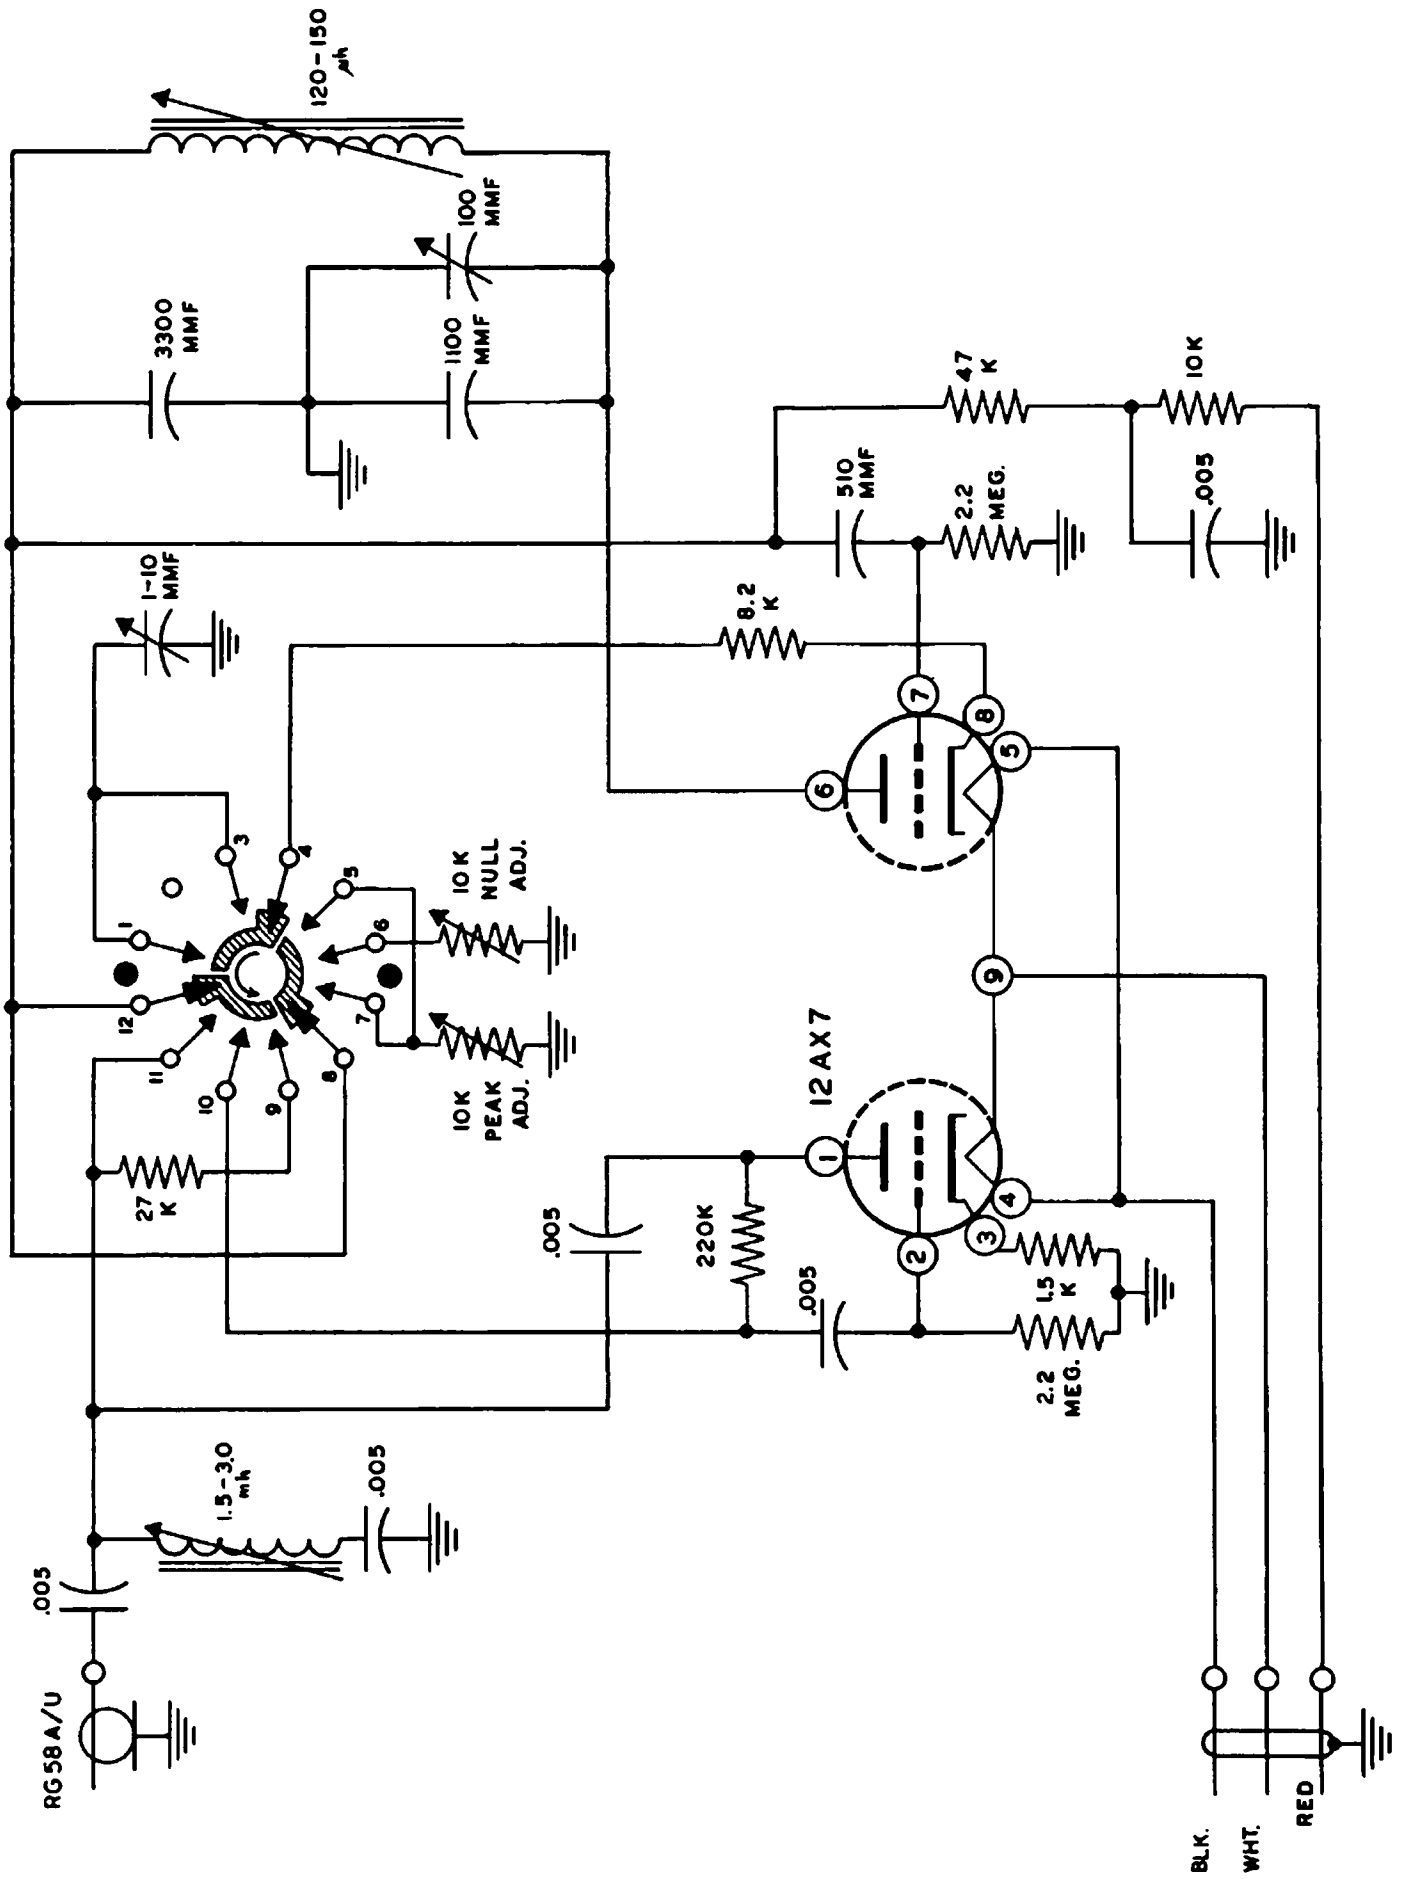 RG58A/U
.005
1.5-3.0
mh
.005
27
K
11
12
1
3
4
5
6
7
8
9
10
1-10
MMF
3300
MMF
120-150
µh
1100
MMF
100
MMF
10K
PEAK
ADJ.
10K
NULL
ADJ.
.005
220K
.005
8.2
K
510
MMF
2.2
MEG.
47
K
10K
.005
12AX7
1
2
3
4
9
6
7
8
5
2.2
MEG.
1.5
K
BLK.
WHT.
RED